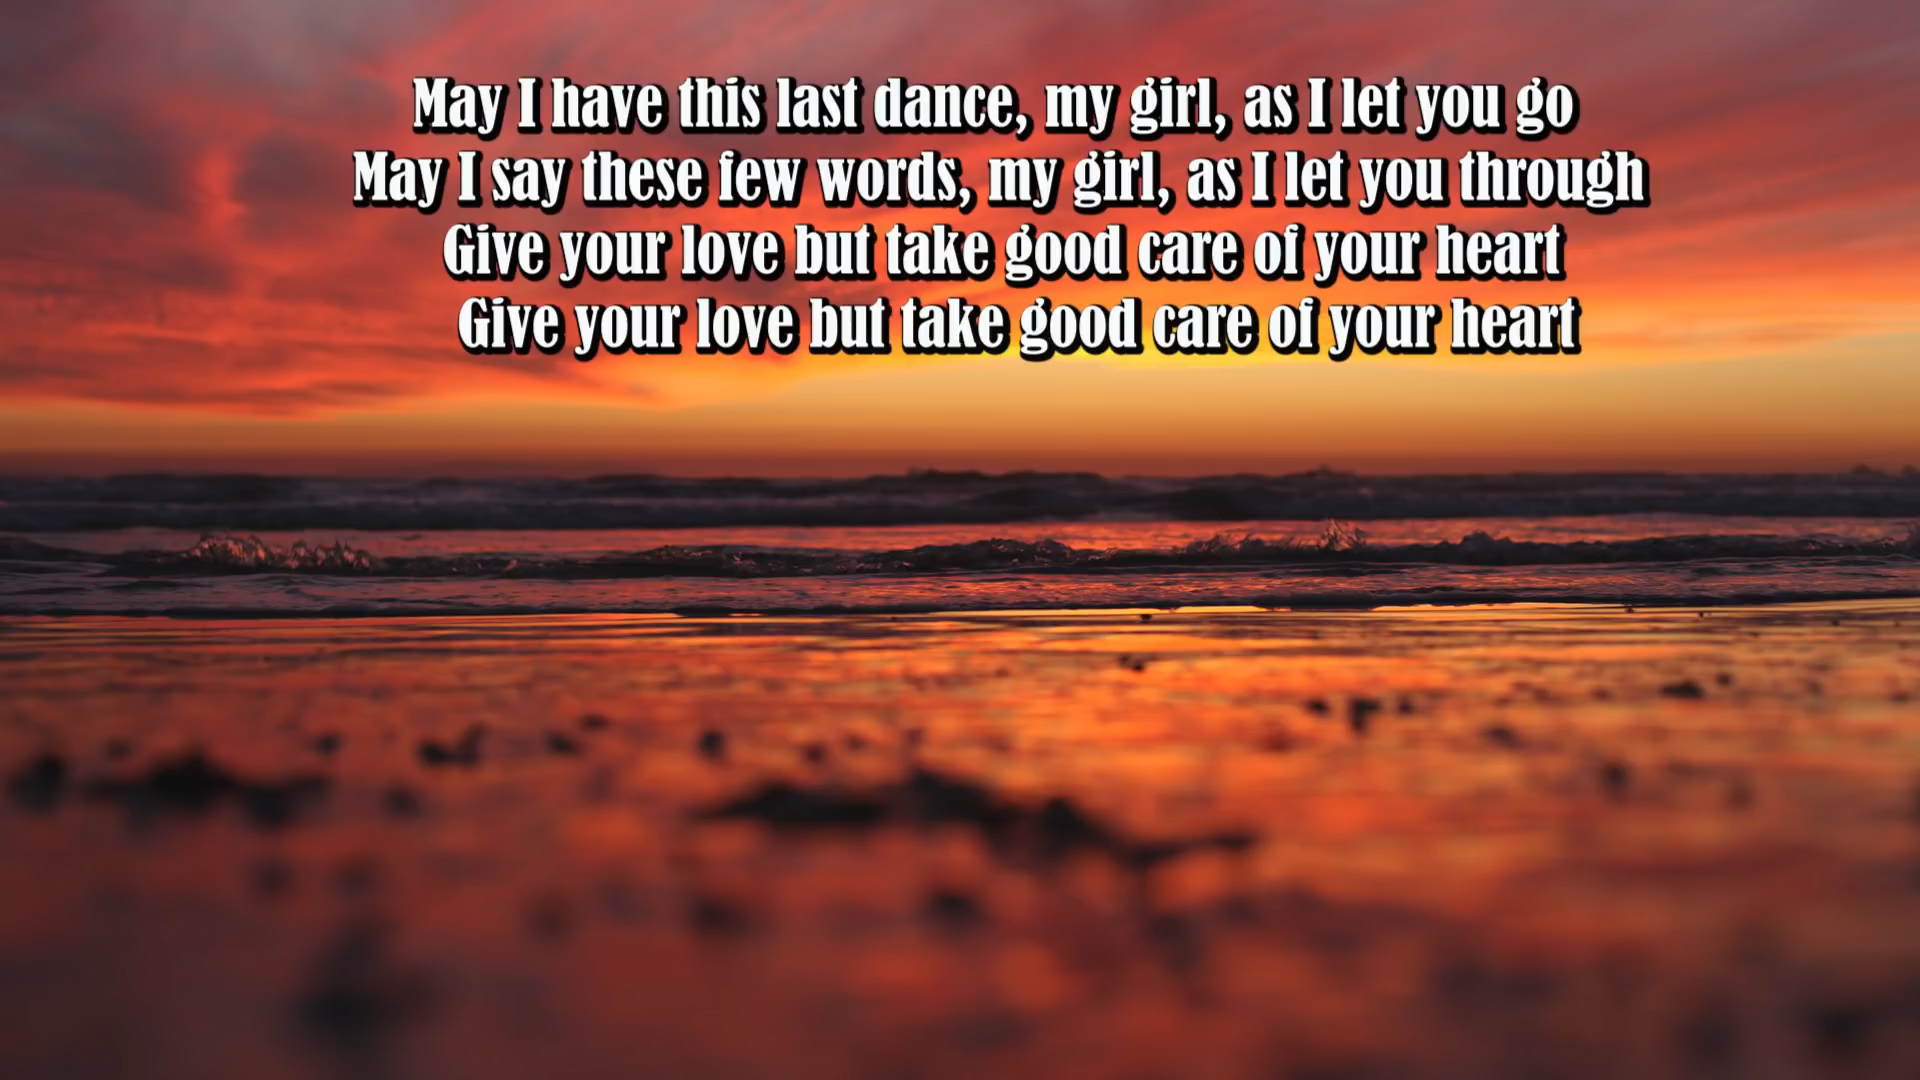 May I have this last dance, my girl, as I let you go
May I say these few words, my girl, as I let you through
Give your love but take good care of your heart
Give your love but take good care of your heart